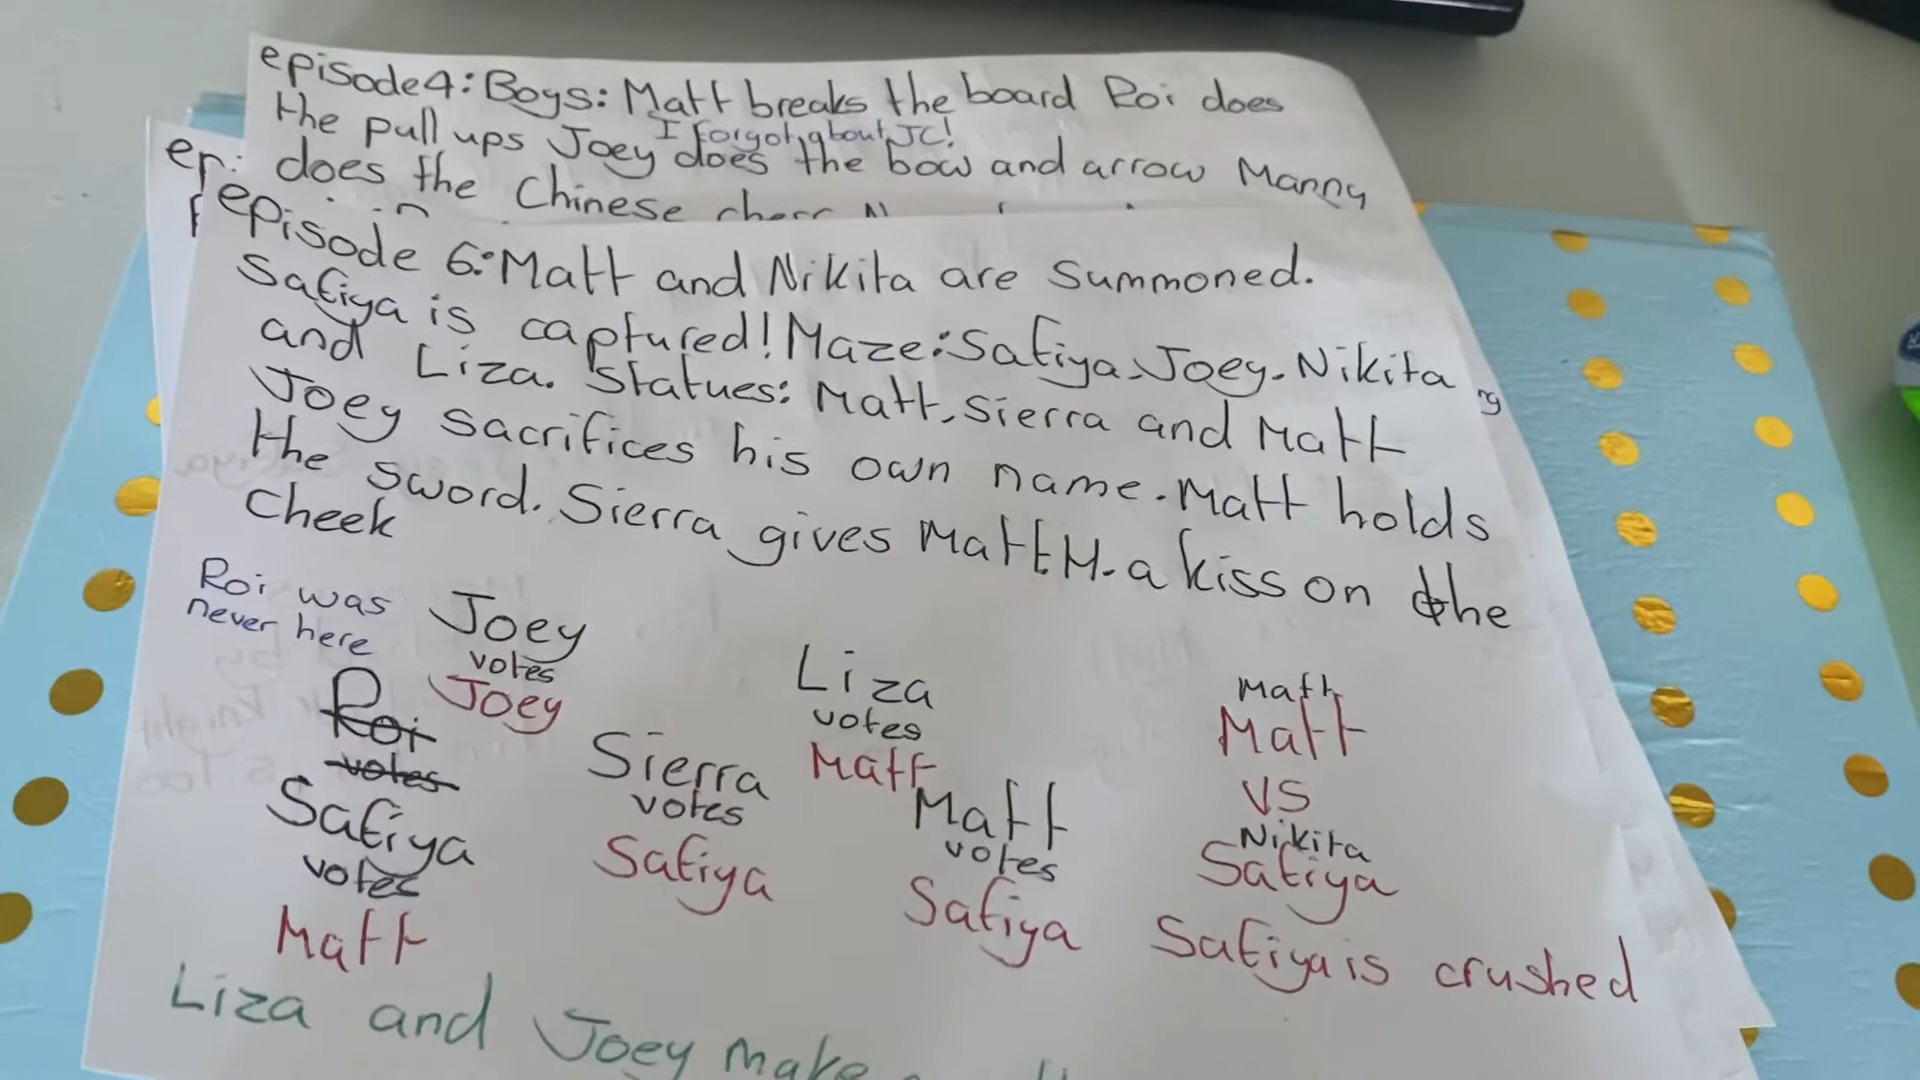 episode4: Boys: Matt breaks the board Roi does
the pull ups Joey does the bow and arrow Manny
I forgot about JC!
does the Chinese
ep
episode 6: Matt and Nikita are summoned.
Safiya is captured! Maze: Safiya. Joey. Nikita
and Liza. Statues: Matt, Sierra and Matt
Joey sacrifices his own name. Matt holds
the sword. Sierra gives Matt M. a kiss on the
cheek
Roi was
never here
Joey
votes
Joey
Roi
votes
Safiya
votes
Matt
Sierra
votes
Safiya
Liza
votes
Matt
Matt
votes
Safiya
Matt
Matt
VS
Nikita
Safiya
Safiya is crushed
Liza and Joey make